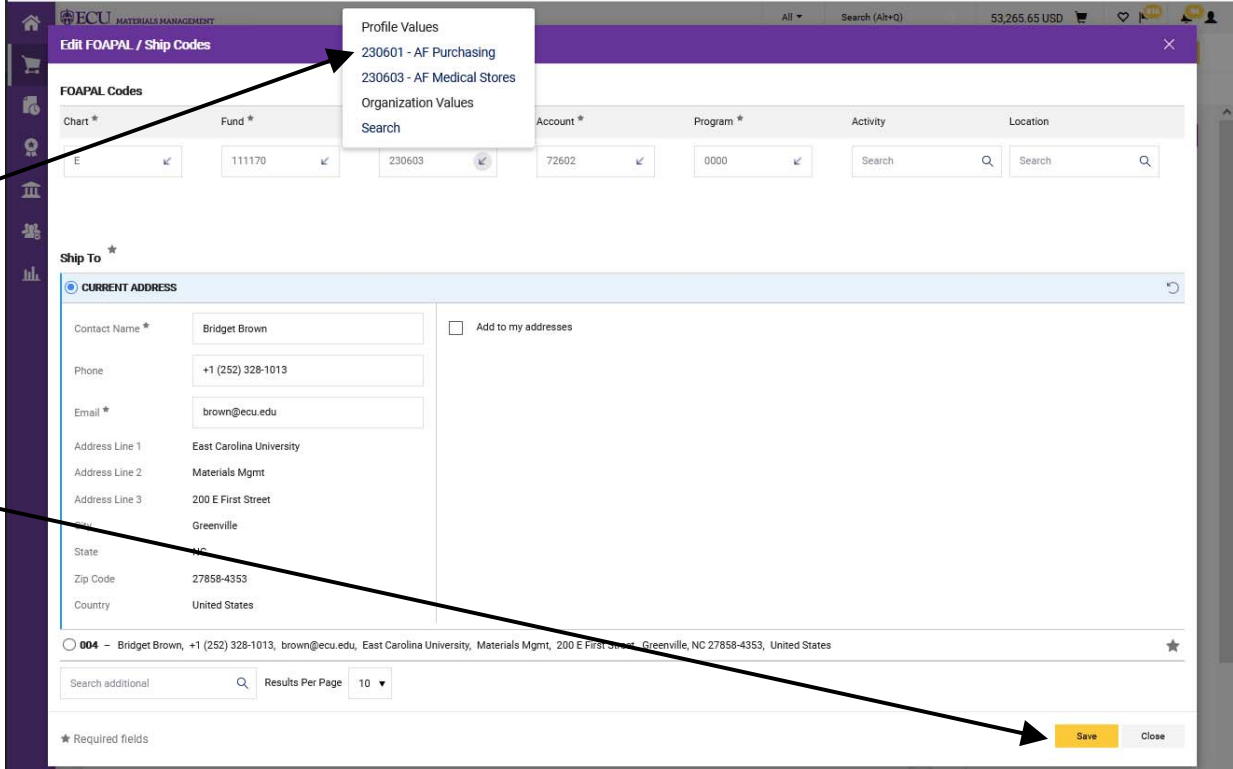 ECU MATERIALS MANAGEMENT
All ▾
Search (Alt+Q)
53,265.65 USD
Edit FOAPAL / Ship Codes
Profile Values
230601 - AF Purchasing
230603 - AF Medical Stores
Organization Values
Search
FOAPAL Codes
Chart ★ Fund ★ Account ★ Program ★ Activity Location
E 111170 230603 72602 0000 Search Search
Ship To ★
CURRENT ADDRESS
Contact Name ★ Bridget Brown
Add to my addresses
Phone +1 (252) 328-1013
Email ★ brown@ecu.edu
Address Line 1 East Carolina University
Address Line 2 Materials Mgmt
Address Line 3 200 E First Street
City Greenville
State NC
Zip Code 27858-4353
Country United States
004 – Bridget Brown, +1 (252) 328-1013, brown@ecu.edu, East Carolina University, Materials Mgmt, 200 E First Street, Greenville, NC 27858-4353, United States
Search additional Results Per Page 10 ▾
★ Required fields
Save Close